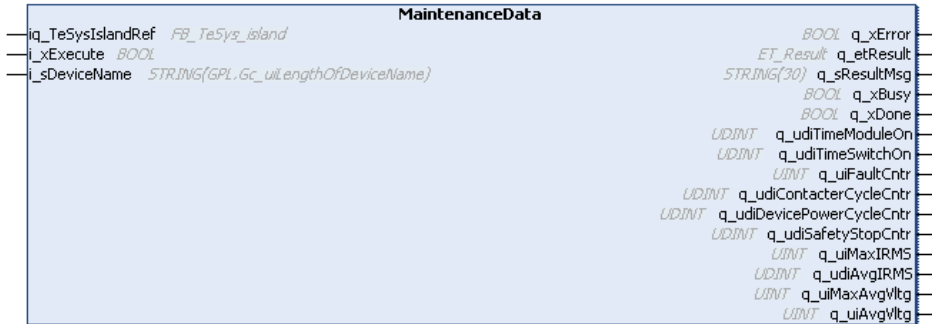 MaintenanceData
iq_TeSysIslandRef FB_TeSys_island BOOL q_xError
i_xExecute BOOL ET_Result q_etResult
i_sDeviceName STRING(GPL.Gc_uiLengthOfDeviceName) STRING(30) q_sResultMsg
BOOL q_xBusy
BOOL q_xDone
UDINT q_udiTimeModuleOn
UDINT q_udiTimeSwitchOn
UINT q_uiFaultCntr
UDINT q_udiContacterCycleCntr
UDINT q_udiDevicePowerCycleCntr
UDINT q_udiSafetyStopCntr
UINT q_uiMaxIRMS
UDINT q_udiAvgIRMS
UINT q_uiMaxAvgVltg
UINT q_uiAvgVltg